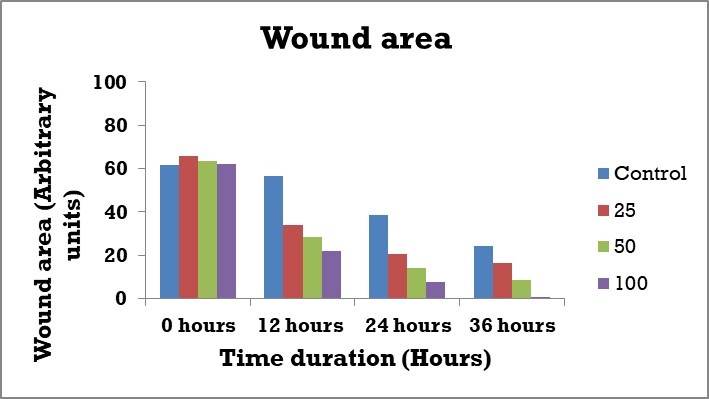 Wound area
Wound area (Arbitrary
units)
100
80
60
40
20
0
0 hours
12 hours
24 hours
36 hours
Time duration (Hours)
Control
25
50
100